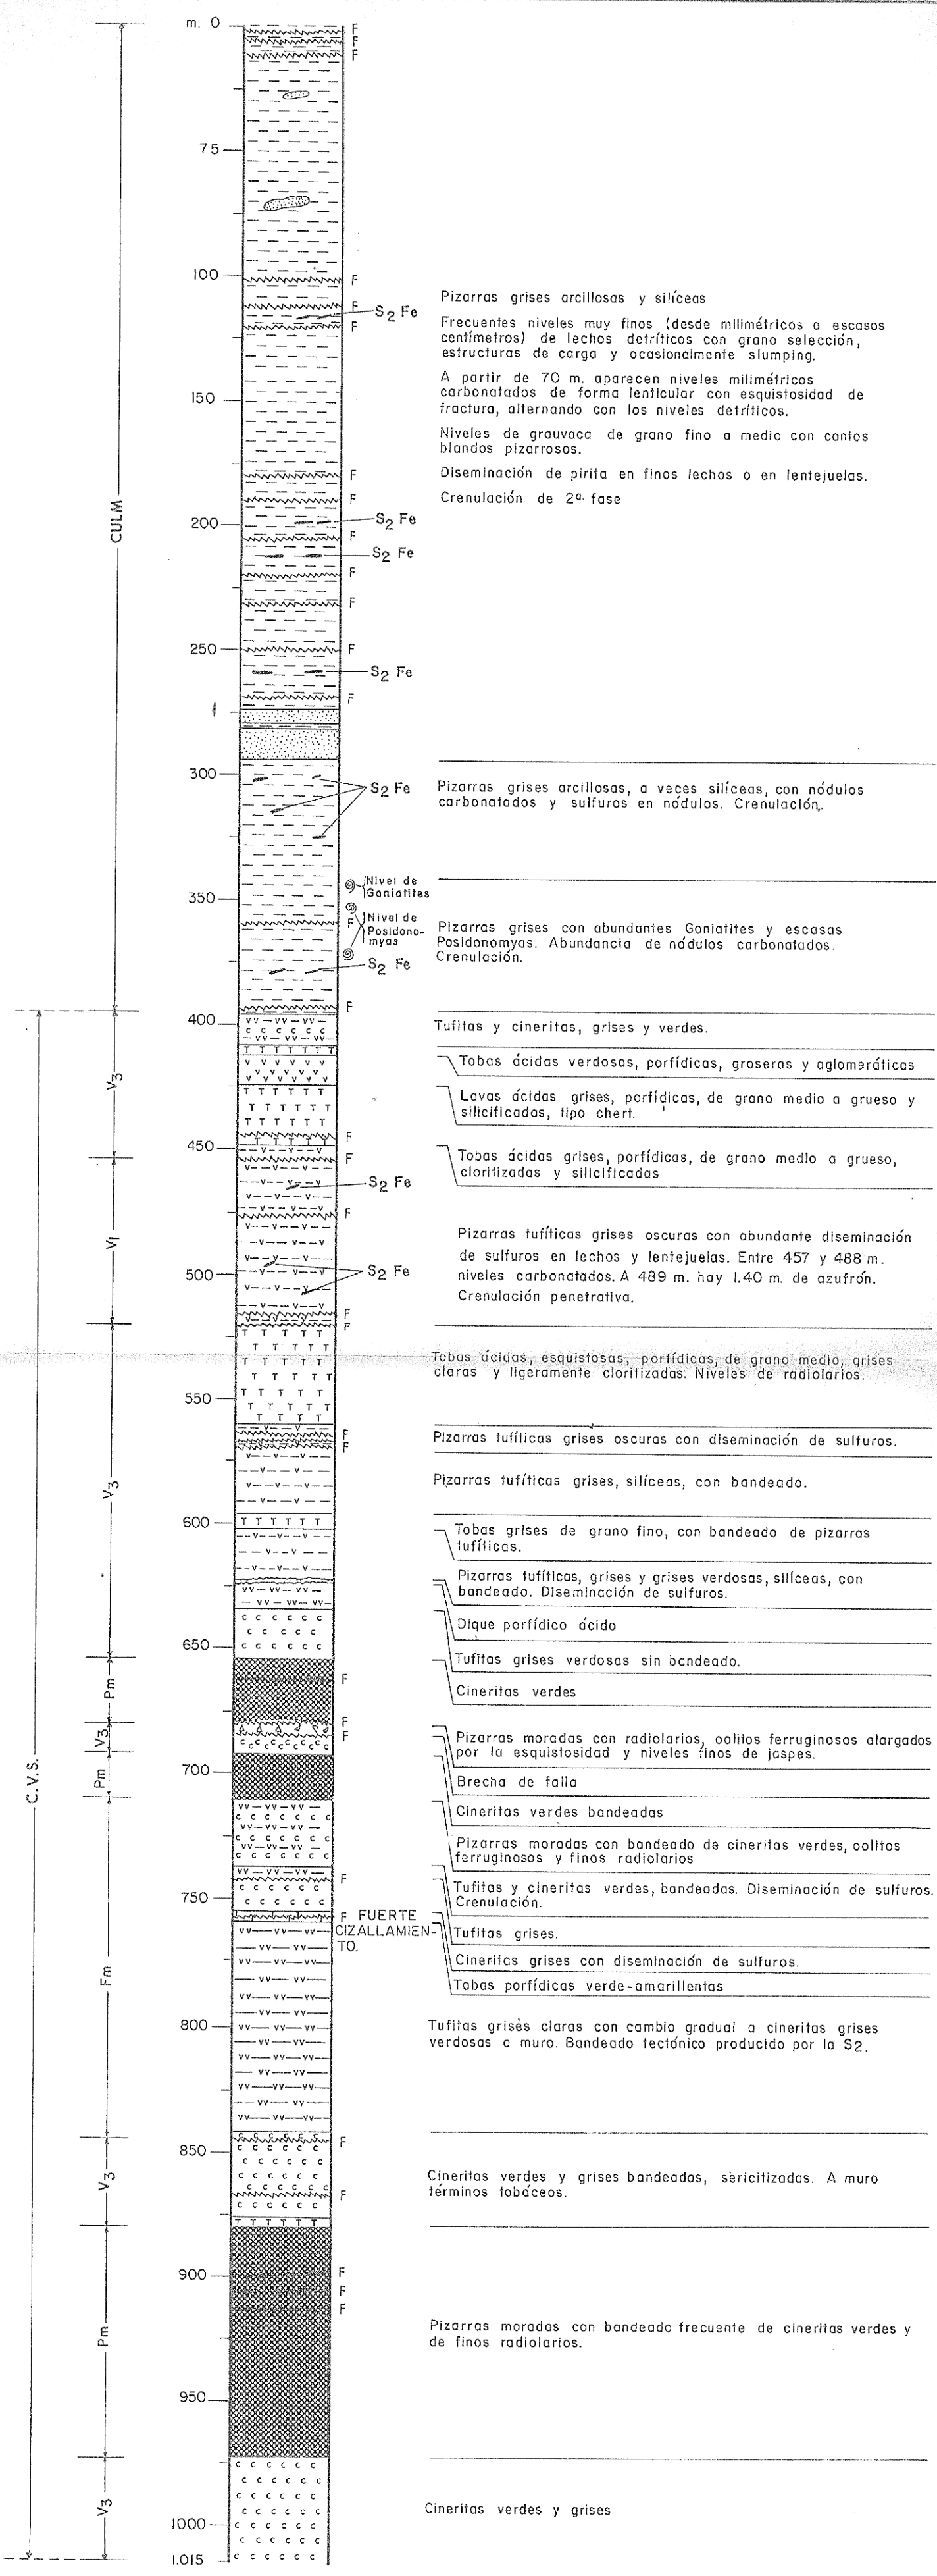 m. 0
F
F
F
75
100
F
F
S2 Fe
F
Pizarras grises arcillosas y silíceas
Frecuentes niveles muy finos (desde milimétricos a escasos
centímetros) de lechos detríticos con grano selección,
estructuras de carga y ocasionalmente slumping.
A partir de 70 m. aparecen niveles milimétricos
carbonatados de forma lenticular con esquistosidad de
fractura, alternando con los niveles detríticos.
Niveles de grauvaca de grano fino a medio con cantos
blandos pizarrosos.
Diseminación de pirita en finos lechos o en lentejuelas.
Crenulación de 2a. fase
150
F
F
CULM
200
S2 Fe
F
S2 Fe
F
F
250
F
S2 Fe
F
300
S2 Fe
Pizarras grises arcillosas, a veces silíceas, con nódulos
carbonatados y sulfuros en nódulos. Crenulación.
Nivel de
Goniatites
350
F
Nivel de
Posidono-
myas
Pizarras grises con abundantes Goniatites y escasas
Posidonomyas. Abundancia de nódulos carbonatados.
Crenulación.
S2 Fe
F
400
Tufitas y cineritas, grises y verdes.
V3
Tobas ácidas verdosas, porfídicas, groseras y aglomeráticas
Lavas ácidas grises, porfídicas, de grano medio a grueso y
silicificadas, tipo chert.
F
450
F
Tobas ácidas grises, porfídicas, de grano medio a grueso,
cloritizadas y silicificadas
S2 Fe
F
V1
Pizarras tufíticas grises oscuras con abundante diseminación
de sulfuros en lechos y lentejuelas. Entre 457 y 488 m.
niveles carbonatados. A 489 m. hay 1.40 m. de azufrón.
Crenulación penetrativa.
500
S2 Fe
F
F
Tobas ácidas, esquistosas, porfídicas, de grano medio, grises
claras y ligeramente cloritizadas. Niveles de radiolarios.
550
F
F
Pizarras tufíticas grises oscuras con diseminación de sulfuros.
V3
Pizarras tufíticas grises, silíceas, con bandeado.
600
Tobas grises de grano fino, con bandeado de pizarras
tufíticas.
Pizarras tufíticas, grises y grises verdosas, silíceas, con
bandeado. Diseminación de sulfuros.
Dique porfídico ácido
650
Tufitas grises verdosas sin bandeado.
Cineritas verdes
Pm
F
F
V3
F
Pizarras moradas con radiolarios, oolitos ferruginosos alargados
por la esquistosidad y niveles finos de jaspes.
Pm
700
Brecha de falla
Cineritas verdes bandeadas
Pizarras moradas con bandeado de cineritas verdes, oolitos
ferruginosos y finos radiolarios
C.V.S.
F
750
Tufitas y cineritas verdes, bandeadas. Diseminación de sulfuros.
Crenulación.
F FUERTE
CIZALLAMIEN-
TO.
Tufitas grises.
Cineritas grises con diseminación de sulfuros.
Tobas porfídicas verde-amarillentas
Fm
800
Tufitas grises claras con cambio gradual a cineritas grises
verdosas a muro. Bandeado tectónico producido por la S2.
F
850
V3
Cineritas verdes y grises bandeadas, sericitizadas. A muro
términos tobáceos.
F
900
F
F
F
Pm
Pizarras moradas con bandeado frecuente de cineritas verdes y
de finos radiolarios.
950
V3
Cineritas verdes y grises
1000
1.015